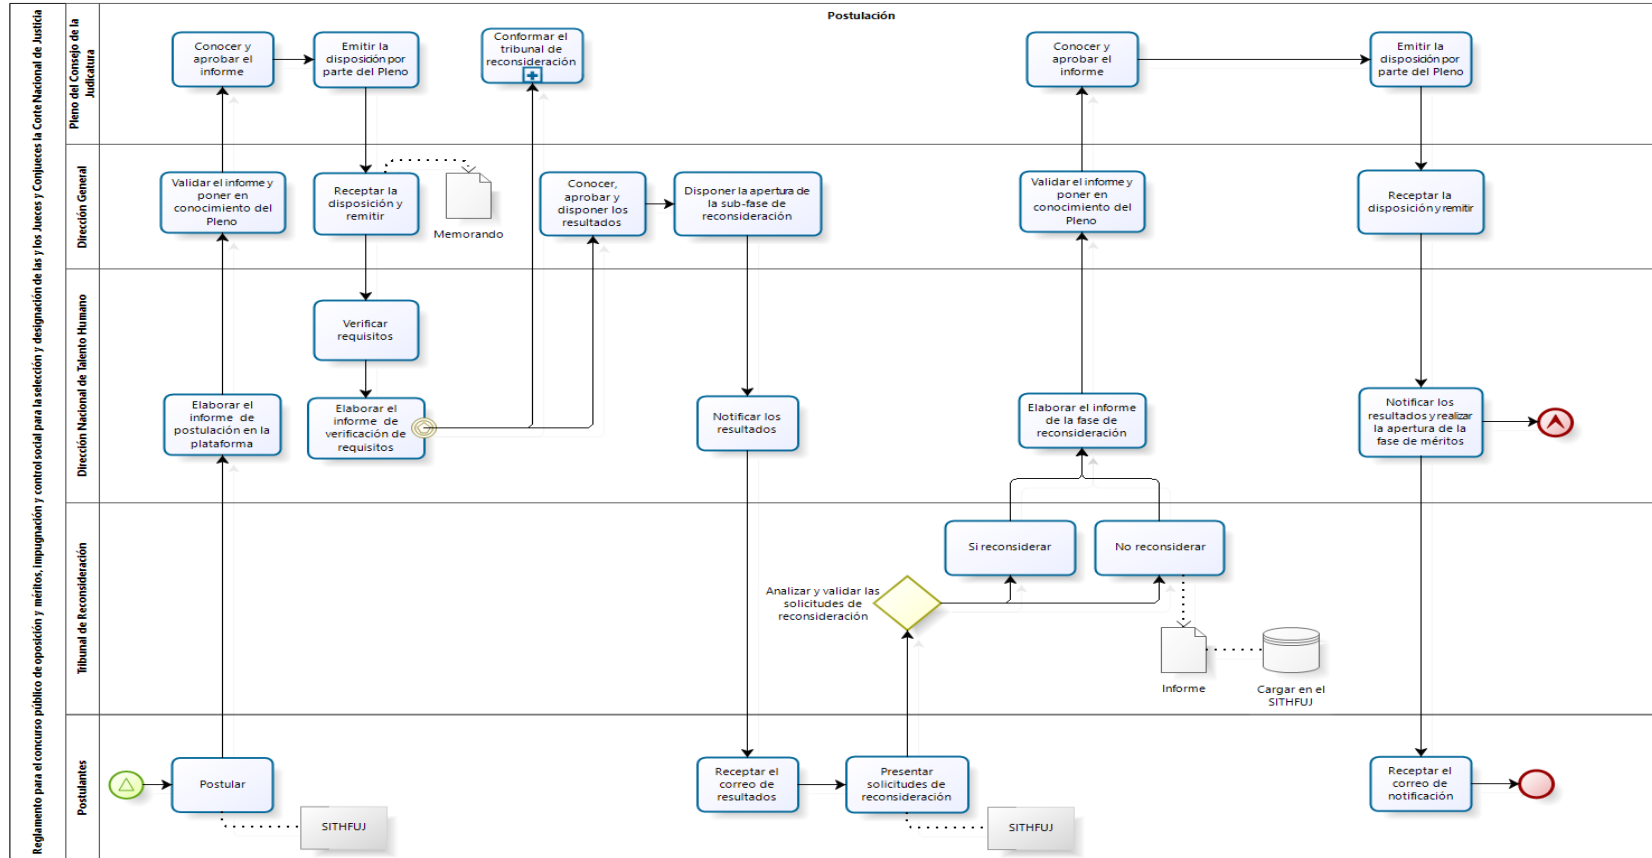 Reglamento para el concurso público de oposición y méritos, impugnación y control social para la selección y designación de las y los Jueces y Conjueces la Corte Nacional de Justicia
Postulación
Pleno del Consejo de la
Judicatura
Conocer y
aprobar el
informe
Emitir la
disposición por
parte del Pleno
Conformar el
tribunal de
reconsideración
Conocer y
aprobar el
informe
Emitir la
disposición por
parte del Pleno
Dirección General
Validar el informe y
poner en
conocimiento del
Pleno
Receptar la
disposición y
remitir
Memorando
Conocer,
aprobar y
disponer los
resultados
Disponer la apertura de
la sub-fase de
reconsideración
Validar el informe y
poner en
conocimiento del
Pleno
Receptar la
disposición y remitir
Dirección Nacional de Talento Humano
Verificar
requisitos
Elaborar el
informe de
postulación en la
plataforma
Elaborar el
informe de
verificación de
requisitos
Notificar los
resultados
Elaborar el informe
de la fase de
reconsideración
Notificar los
resultados y realizar
la apertura de la
fase de méritos
Tribunal de Reconsideración
Analizar y validar las
solicitudes de
reconsideración
Si reconsiderar
No reconsiderar
Informe
Cargar en el
SITHFUJ
Postulantes
Postular
SITHFUJ
Receptar el
correo de
resultados
Presentar
solicitudes de
reconsideración
SITHFUJ
Receptar el
correo de
notificación